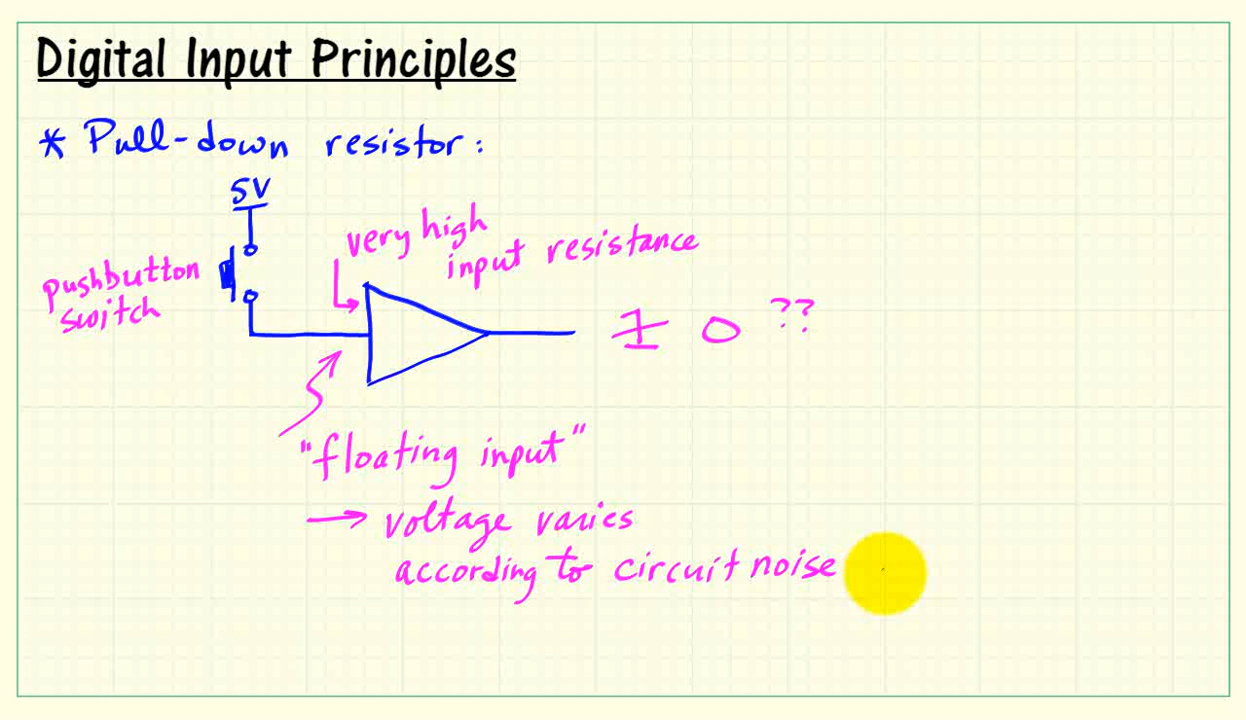 Digital Input Principles
* Pull-down resistor:
5V
very high
input resistance
pushbutton
switch
1 0 ??
"floating input"
→ voltage varies
according to circuit noise